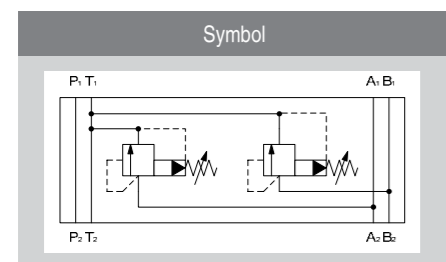 Symbol
P₁ T₁ A₁ B₁
P₂ T₂ A₂ B₂